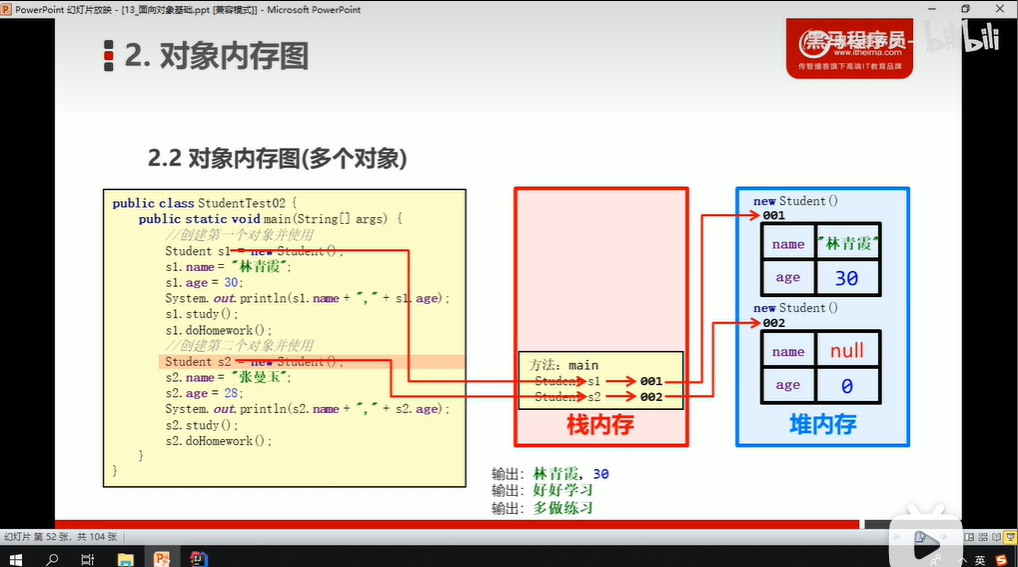 PowerPoint 幻灯片放映 - [13_面向对象基础.ppt [兼容模式]] - Microsoft PowerPoint
2. 对象内存图
黑马程序员
www.itheima.com
传智播客旗下高端IT教育品牌
bilibili
2.2 对象内存图(多个对象)
public class StudentTest02 {
public static void main(String[] args) {
//创建第一个对象并使用
Student s1 = new Student();
s1.name = "林青霞";
s1.age = 30;
System.out.println(s1.name + "," + s1.age);
s1.study();
s1.doHomework();
//创建第二个对象并使用
Student s2 = new Student();
s2.name = "张曼玉";
s2.age = 28;
System.out.println(s2.name + "," + s2.age);
s2.study();
s2.doHomework();
}
}
方法: main
Student s1 001
Student s2 002
栈内存
new Student()
001
name "林青霞"
age 30
new Student()
002
name null
age 0
堆内存
输出: 林青霞, 30
输出: 好好学习
输出: 多做练习
幻灯片 第 52 张, 共 104 张
英